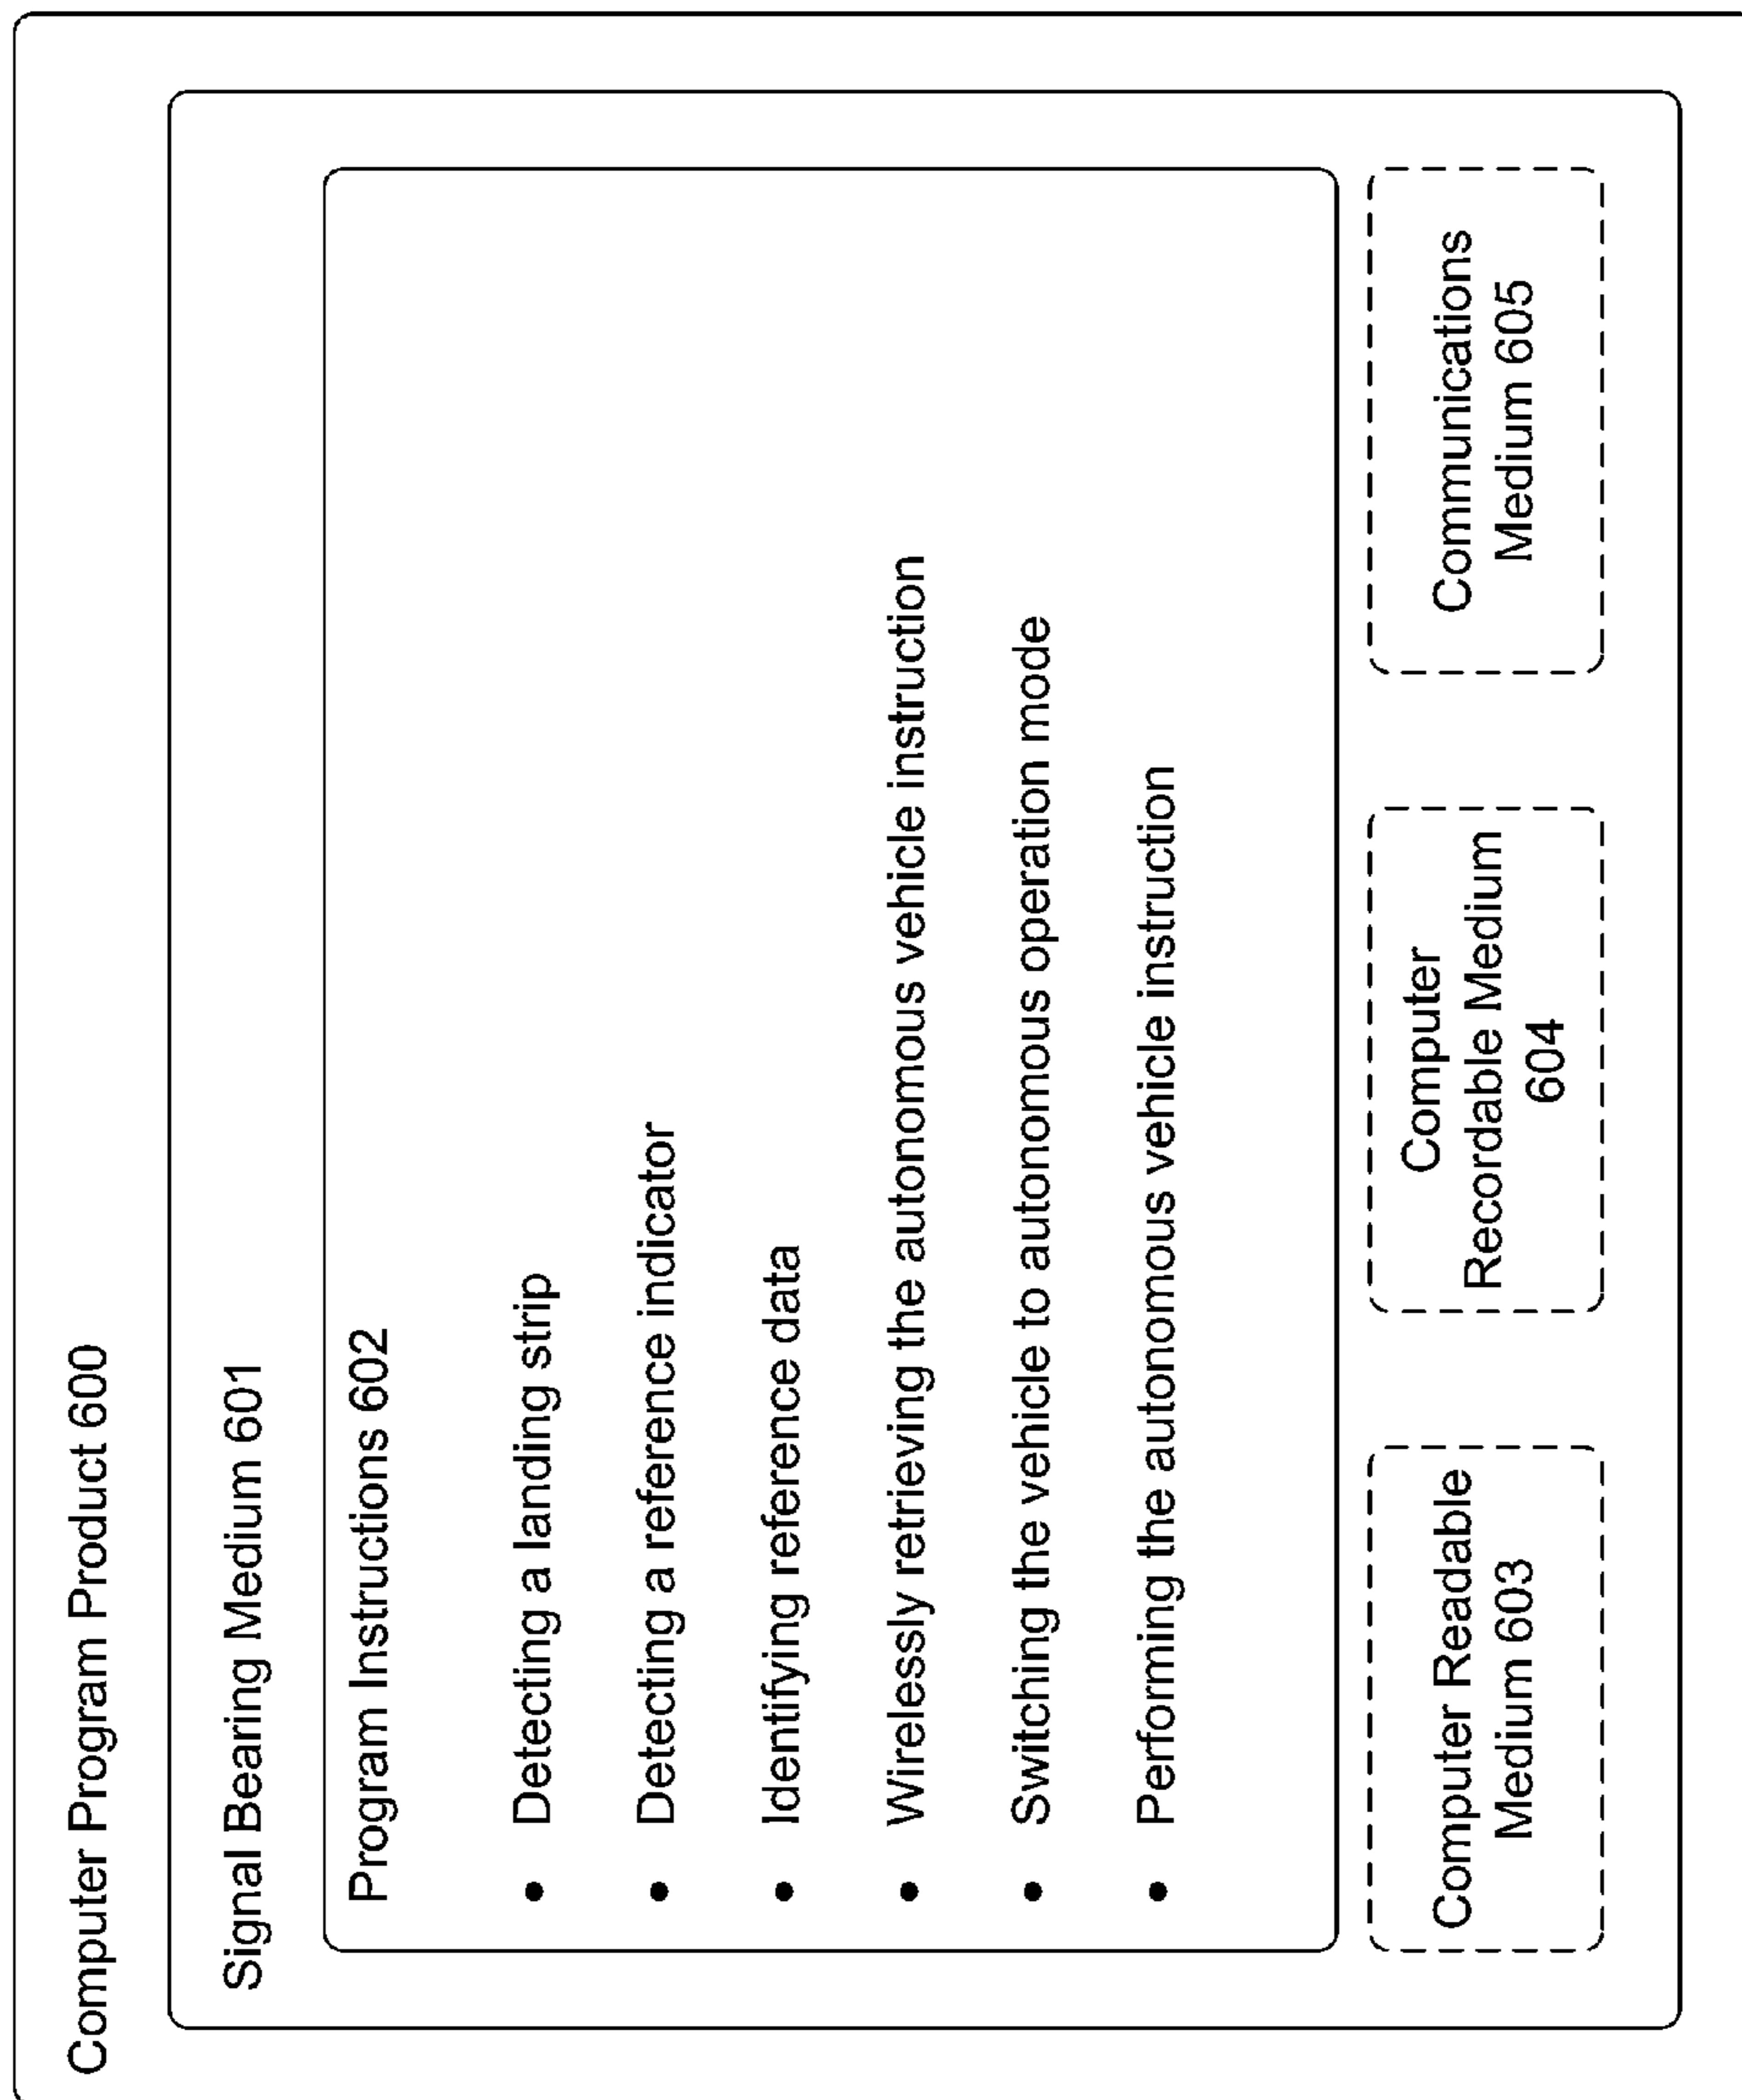 Computer Program Product 600
Signal Bearing Medium 601
Program Instructions 602
• Detecting a landing strip
• Detecting a reference indicator
• Identifying reference data
• Wirelessly retrieving the autonomous vehicle instruction
• Switching the vehicle to autonomous operation mode
• Performing the autonomous vehicle instruction
Computer Readable
Medium 603
Computer
Recordable Medium
604
Communications
Medium 605